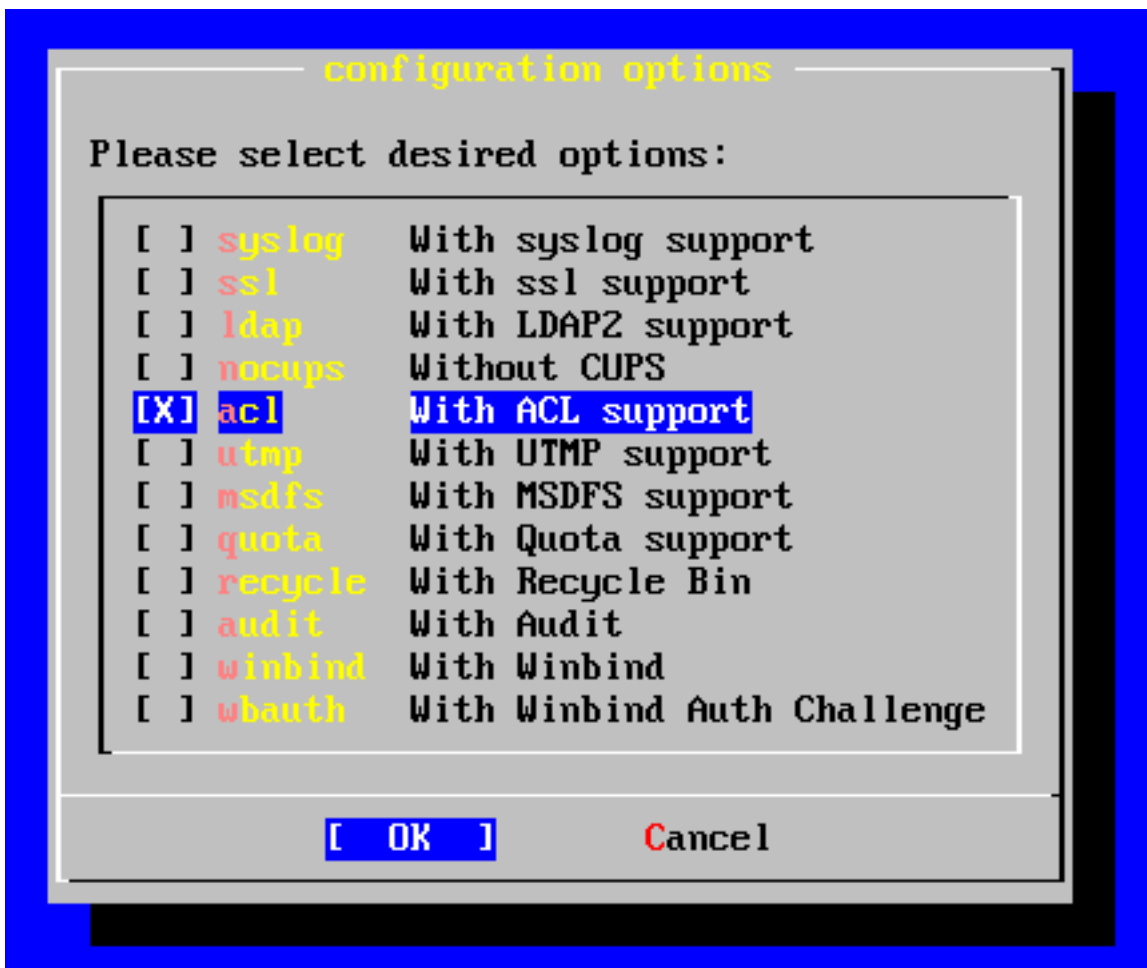 configuration options
Please select desired options:
[ ] syslog With syslog support
[ ] ssl With ssl support
[ ] ldap With LDAP2 support
[ ] nocups Without CUPS
[X] acl With ACL support
[ ] utmp With UTMP support
[ ] msdfs With MSDFS support
[ ] quota With Quota support
[ ] recycle With Recycle Bin
[ ] audit With Audit
[ ] winbind With Winbind
[ ] wbauth With Winbind Auth Challenge
[ OK ] Cancel